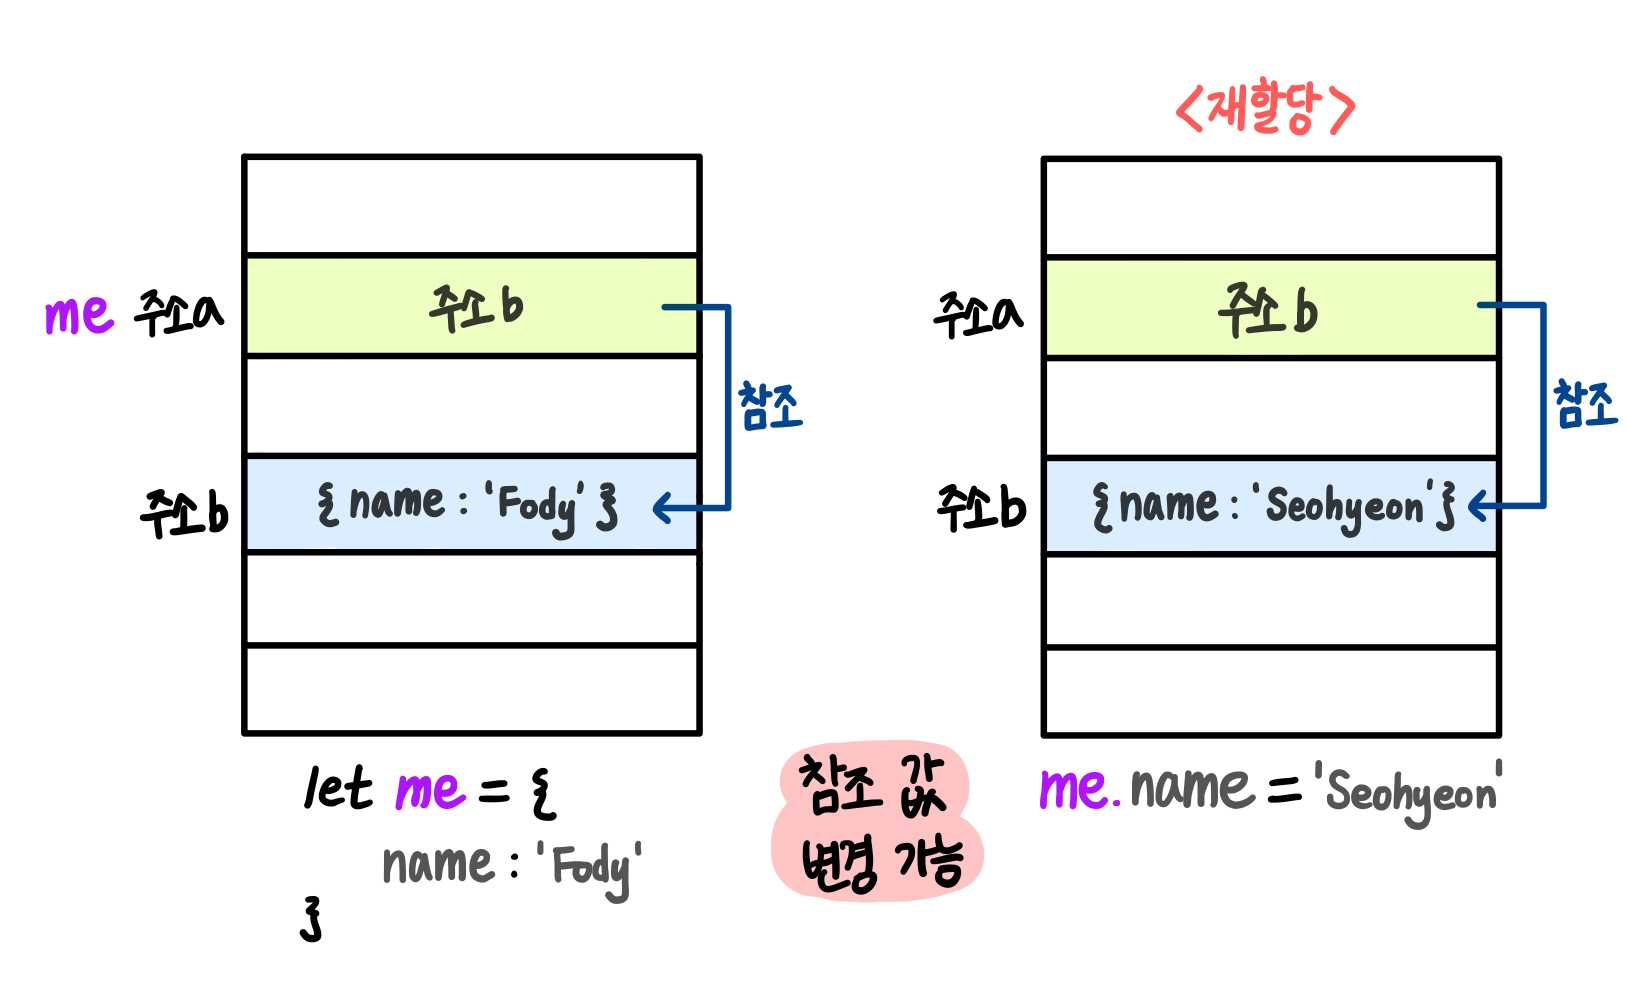 <재할당>
me 주소a 주소b
참조
주소b { name : 'Fody' }
let me = {
name : 'Fody'
}
참조 값
변경 가능
주소a 주소b
참조
주소b { name : 'Seohyeon' }
me. name = 'Seohyeon'